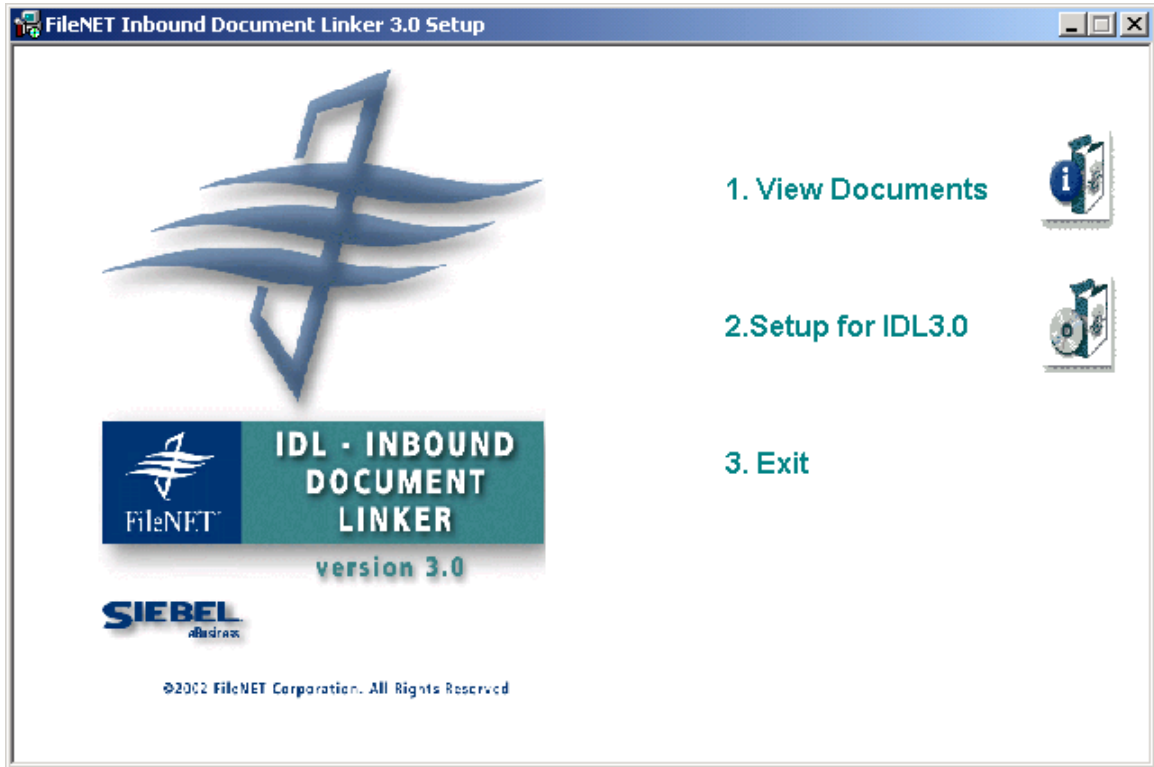 FileNET Inbound Document Linker 3.0 Setup
1. View Documents
2.Setup for IDL3.0
3. Exit
FileNET
IDL - INBOUND
DOCUMENT
LINKER
version 3.0
SIEBEL
eBusiness
©2002 FileNET Corporation. All Rights Reserved